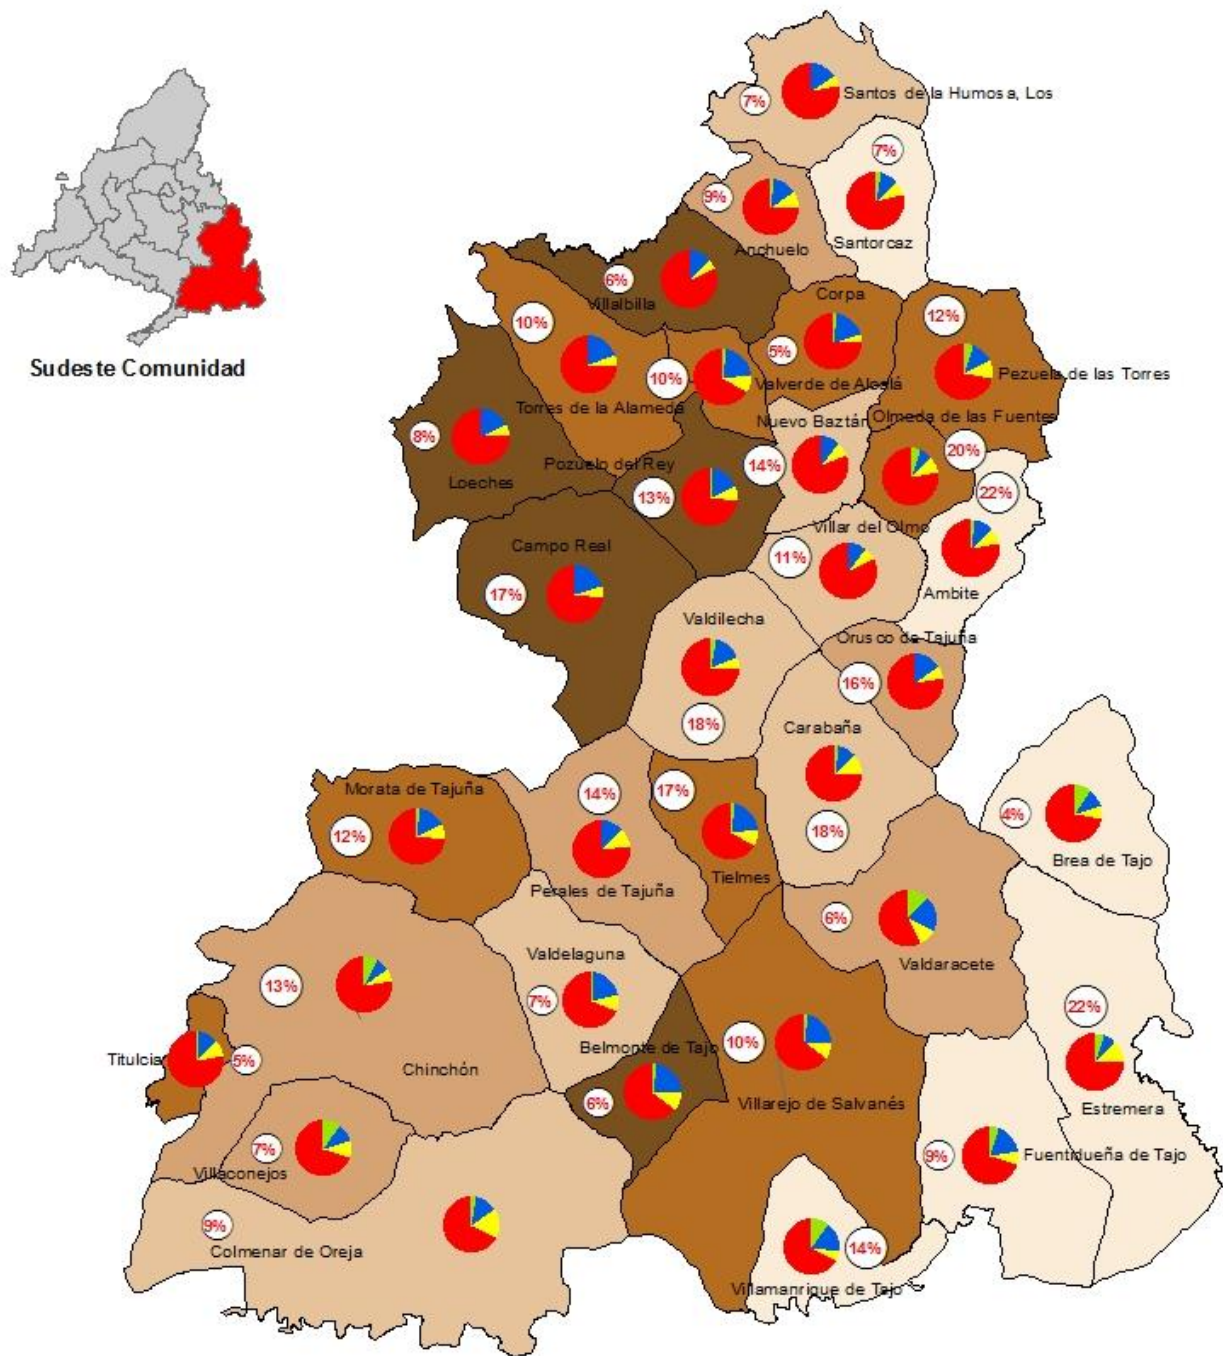 Santos de la Humosa, Los
7%
7%
9%
Santorcaz
Anchuelo
6%
Villalbilla
Corpa
12%
10%
5%
10%
Valverde de Alcalá
Pezuela de las Torres
Torres de la Alameda
Olmeda de las Fuentes
Nuevo Baztán
8%
20%
Pozuelo del Rey
14%
Loeches
13%
22%
Villar del Olmo
Campo Real
11%
17%
Ambite
Valdilecha
Orusco de Tajuña
16%
18%
Carabaña
Morata de Tajuña
14%
17%
4%
12%
18%
Brea de Tajo
Tielmes
Perales de Tajuña
6%
Valdelaguna
Valdaracete
13%
7%
22%
10%
Belmonte de Tajo
Titulcia
5%
Chinchón
6%
Villarejo de Salvanés
Estremera
7%
9%
Fuentidueña de Tajo
Villaconejos
9%
Colmenar de Oreja
14%
Villamanrique de Tajo
Sudeste Comunidad